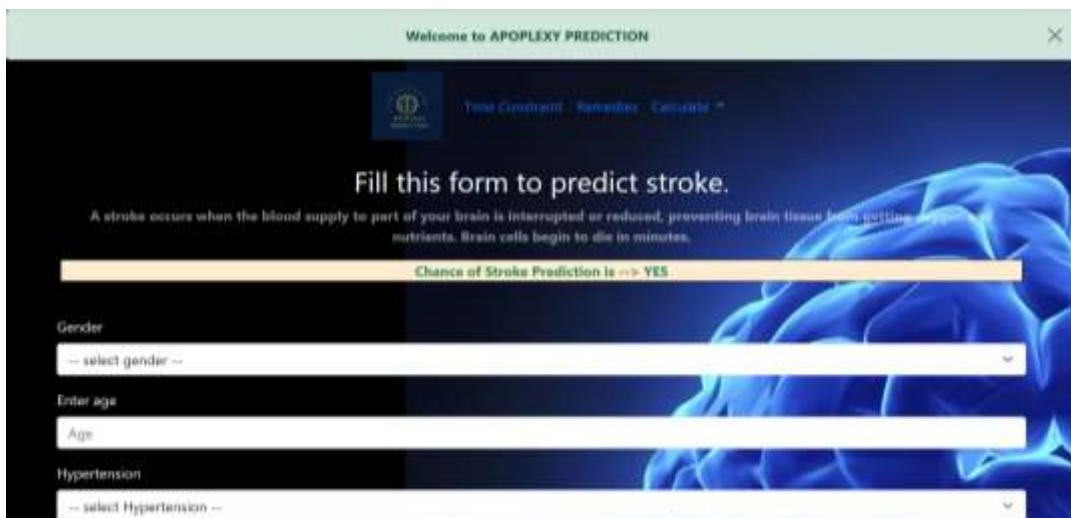 Welcome to APOPLEXY PREDICTION
Time Constraint Remedies Calculate
Fill this form to predict stroke.
A stroke occurs when the blood supply to part of your brain is interrupted or reduced, preventing brain tissue from getting
nutrients. Brain cells begin to die in minutes.
Chance of Stroke Prediction is --> YES
Gender
-- select gender --
Enter age
Age
Hypertension
-- select Hypertension --